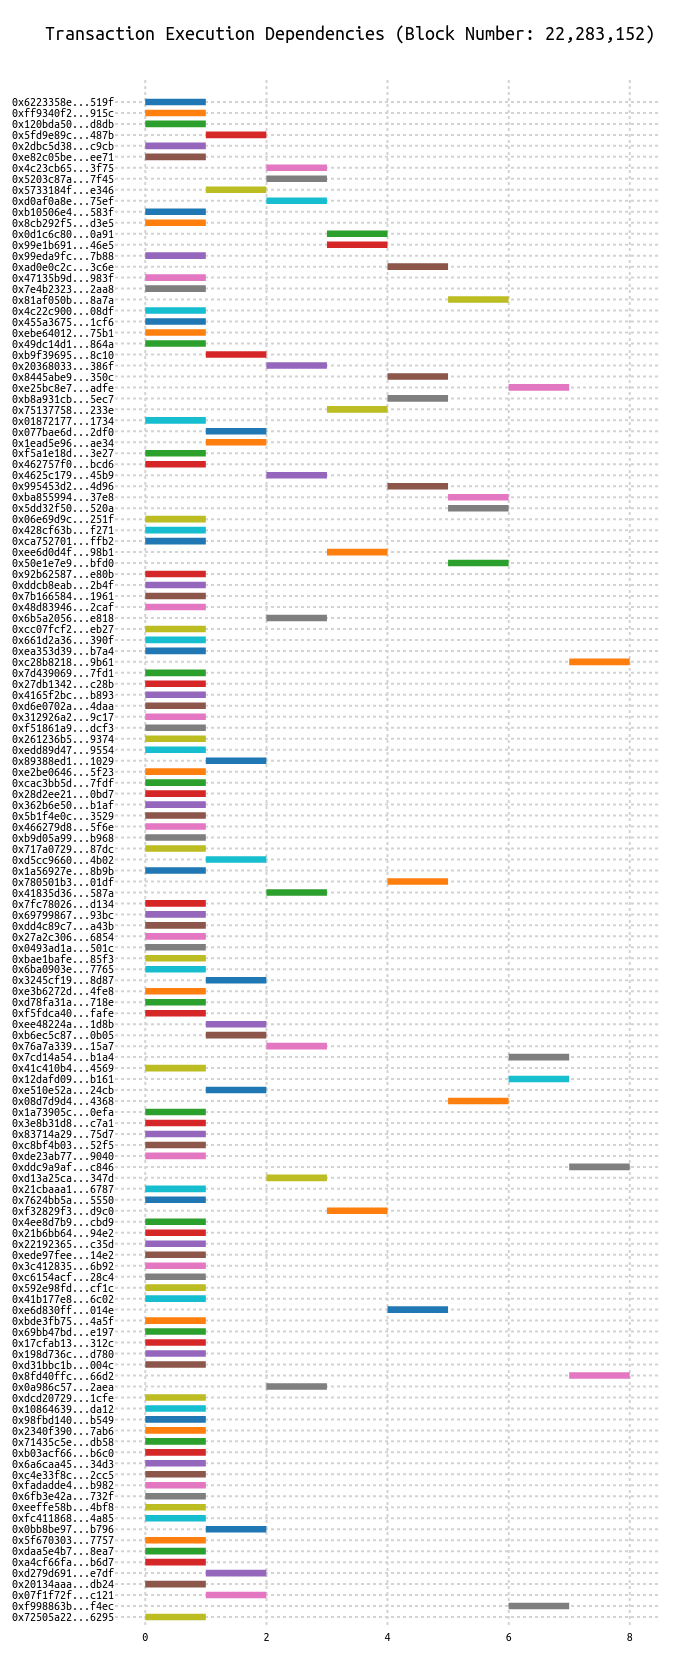 Transaction Execution Dependencies (Block Number: 22,283,152)
0x6223358e...519f
0xff9340f2...915c
0x120bda50...d8db
0x5fd9e89c...487b
0x2dbc5d38...c9cb
0xe82c05be...ee71
0x4c23cb65...3f75
0x5203c87a...7f45
0x5733184f...e346
0xd0af0a8e...75ef
0xb10506e4...583f
0x8cb292f5...d3e5
0x0d1c6c80...0a91
0x99e1b691...46e5
0x99eda9fc...7b88
0xad0e0c2c...3c6e
0x47135b9d...983f
0x7e4b2323...2aa8
0x81af050b...8a7a
0x4c22c900...08df
0x455a3675...1cf6
0xebe64012...75b1
0x49dc14d1...864a
0xb9f39695...8c10
0x20368033...386f
0x8445abe9...350c
0xe25bc8e7...adfe
0xb8a931cb...5ec7
0x75137758...233e
0x01872177...1734
0x077bae6d...2df0
0x1ead5e96...ae34
0xf5a1e18d...3e27
0x462757f0...bcd6
0x4625c179...45b9
0x995453d2...4d96
0xba855994...37e8
0x5dd32f50...520a
0x06e69d9c...251f
0x428cf63b...f271
0xca752701...ffb2
0xee6d0d4f...98b1
0x50e1e7e9...bfd0
0x92b62587...e80b
0xddcb8eab...2b4f
0x7b166584...1961
0x48d83946...2caf
0x6b5a2056...e818
0xcc07fcf2...eb27
0x661d2a36...390f
0xea353d39...b7a4
0xc28b8218...9b61
0x7d439069...7fd1
0x27db1342...c28b
0x4165f2bc...b893
0xd6e0702a...4daa
0x312926a2...9c17
0xf51861a9...dcf3
0x261236b5...9374
0xedd89d47...9554
0x89388ed1...1029
0xe2be0646...5f23
0xcac3bb5d...7fdf
0x28d2ee21...0bd7
0x362b6e50...b1af
0x5b1f4e0c...3529
0x466279d8...5f6e
0xb9d05a99...b968
0x717a0729...87dc
0xd5cc9660...4b02
0x1a56927e...8b9b
0x780501b3...01df
0x41835d36...587a
0x7fc78026...d134
0x69799867...93bc
0xdd4c89c7...a43b
0x27a2c306...6854
0x0493ad1a...501c
0xbae1bafe...85f3
0x6ba0903e...7765
0x3245cf19...8d87
0xe3b6272d...4fe8
0xd78fa31a...718e
0xf5fdca40...fafe
0xee48224a...1d8b
0xb6ec5c87...0b05
0x76a7a339...15a7
0x7cd14a54...b1a4
0x41c410b4...4569
0x12dafd09...b161
0xe510e52a...24cb
0x08d7d9d4...4368
0x1a73905c...0efa
0x3e8b31d8...c7a1
0x83714a29...75d7
0xc8bf4b03...52f5
0xde23ab77...9040
0xddc9a9af...c846
0xd13a25ca...347d
0x21cbaaa1...6787
0x7624bb5a...5550
0xf32829f3...d9c0
0x4ee8d7b9...cbd9
0x21b6bb64...94e2
0x22192365...c35d
0xede97fee...14e2
0x3c412835...6b92
0xc6154acf...28c4
0x592e98fd...cf1c
0x41b177e8...6c02
0xe6d830ff...014e
0xbde3fb75...4a5f
0x69bb47bd...e197
0x17cfab13...312c
0x198d736c...d780
0xd31bbc1b...004c
0x8fd40ffc...66d2
0x0a986c57...2aea
0xdcd20729...1cfe
0x10864639...da12
0x98fbd140...b549
0x2340f390...7ab6
0x71435c5e...db58
0xb03acf66...b6c0
0x6a6caa45...34d3
0xc4e33f8c...2cc5
0xfadadde4...b982
0x6fb3e42a...732f
0xeeffe58b...4bf8
0xfc411868...4a85
0x0bb8be97...b796
0x5f670303...7757
0xdaa5e4b7...8ea7
0xa4cf66fa...b6d7
0xd279d691...e7df
0x20134aaa...db24
0x07f1f72f...c121
0xf998863b...f4ec
0x72505a22...6295
0 2 4 6 8